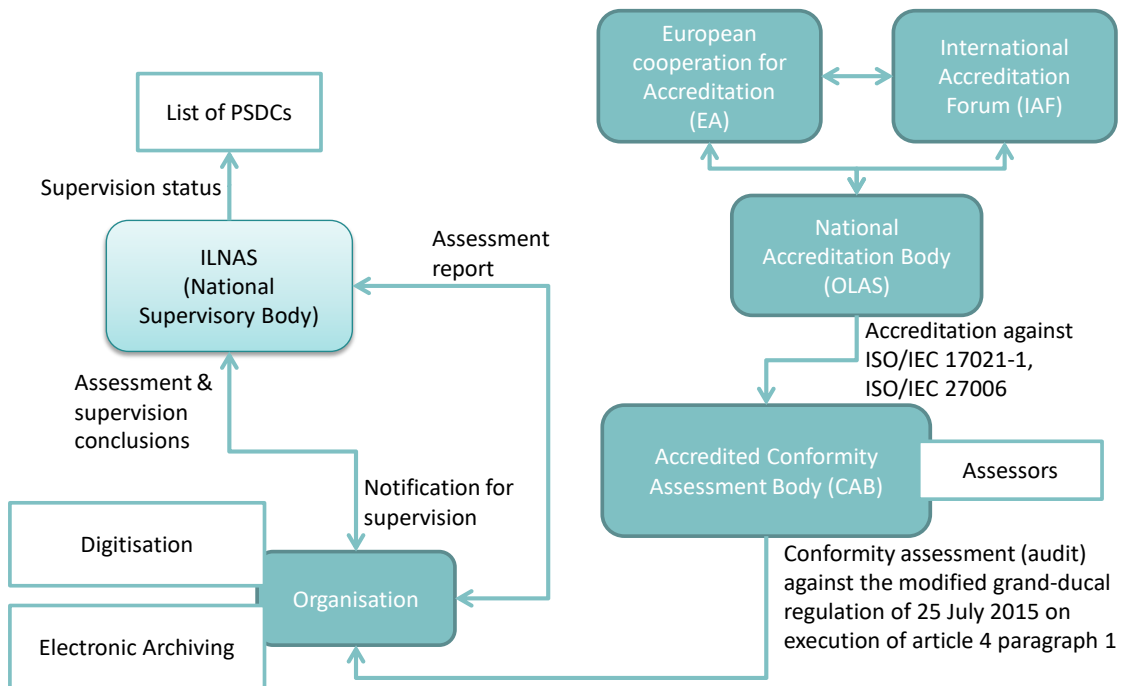 European
cooperation for
Accreditation
(EA)
International
Accreditation
Forum (IAF)
List of PSDCs
Supervision status
National
Accreditation Body
(OLAS)
ILNAS
(National
Supervisory Body)
Assessment
report
Accreditation against
ISO/IEC 17021-1,
ISO/IEC 27006
Assessment &
supervision
conclusions
Accredited Conformity
Assessment Body (CAB)
Assessors
Notification for
supervision
Digitisation
Organisation
Electronic Archiving
Conformity assessment (audit)
against the modified grand-ducal
regulation of 25 July 2015 on
execution of article 4 paragraph 1